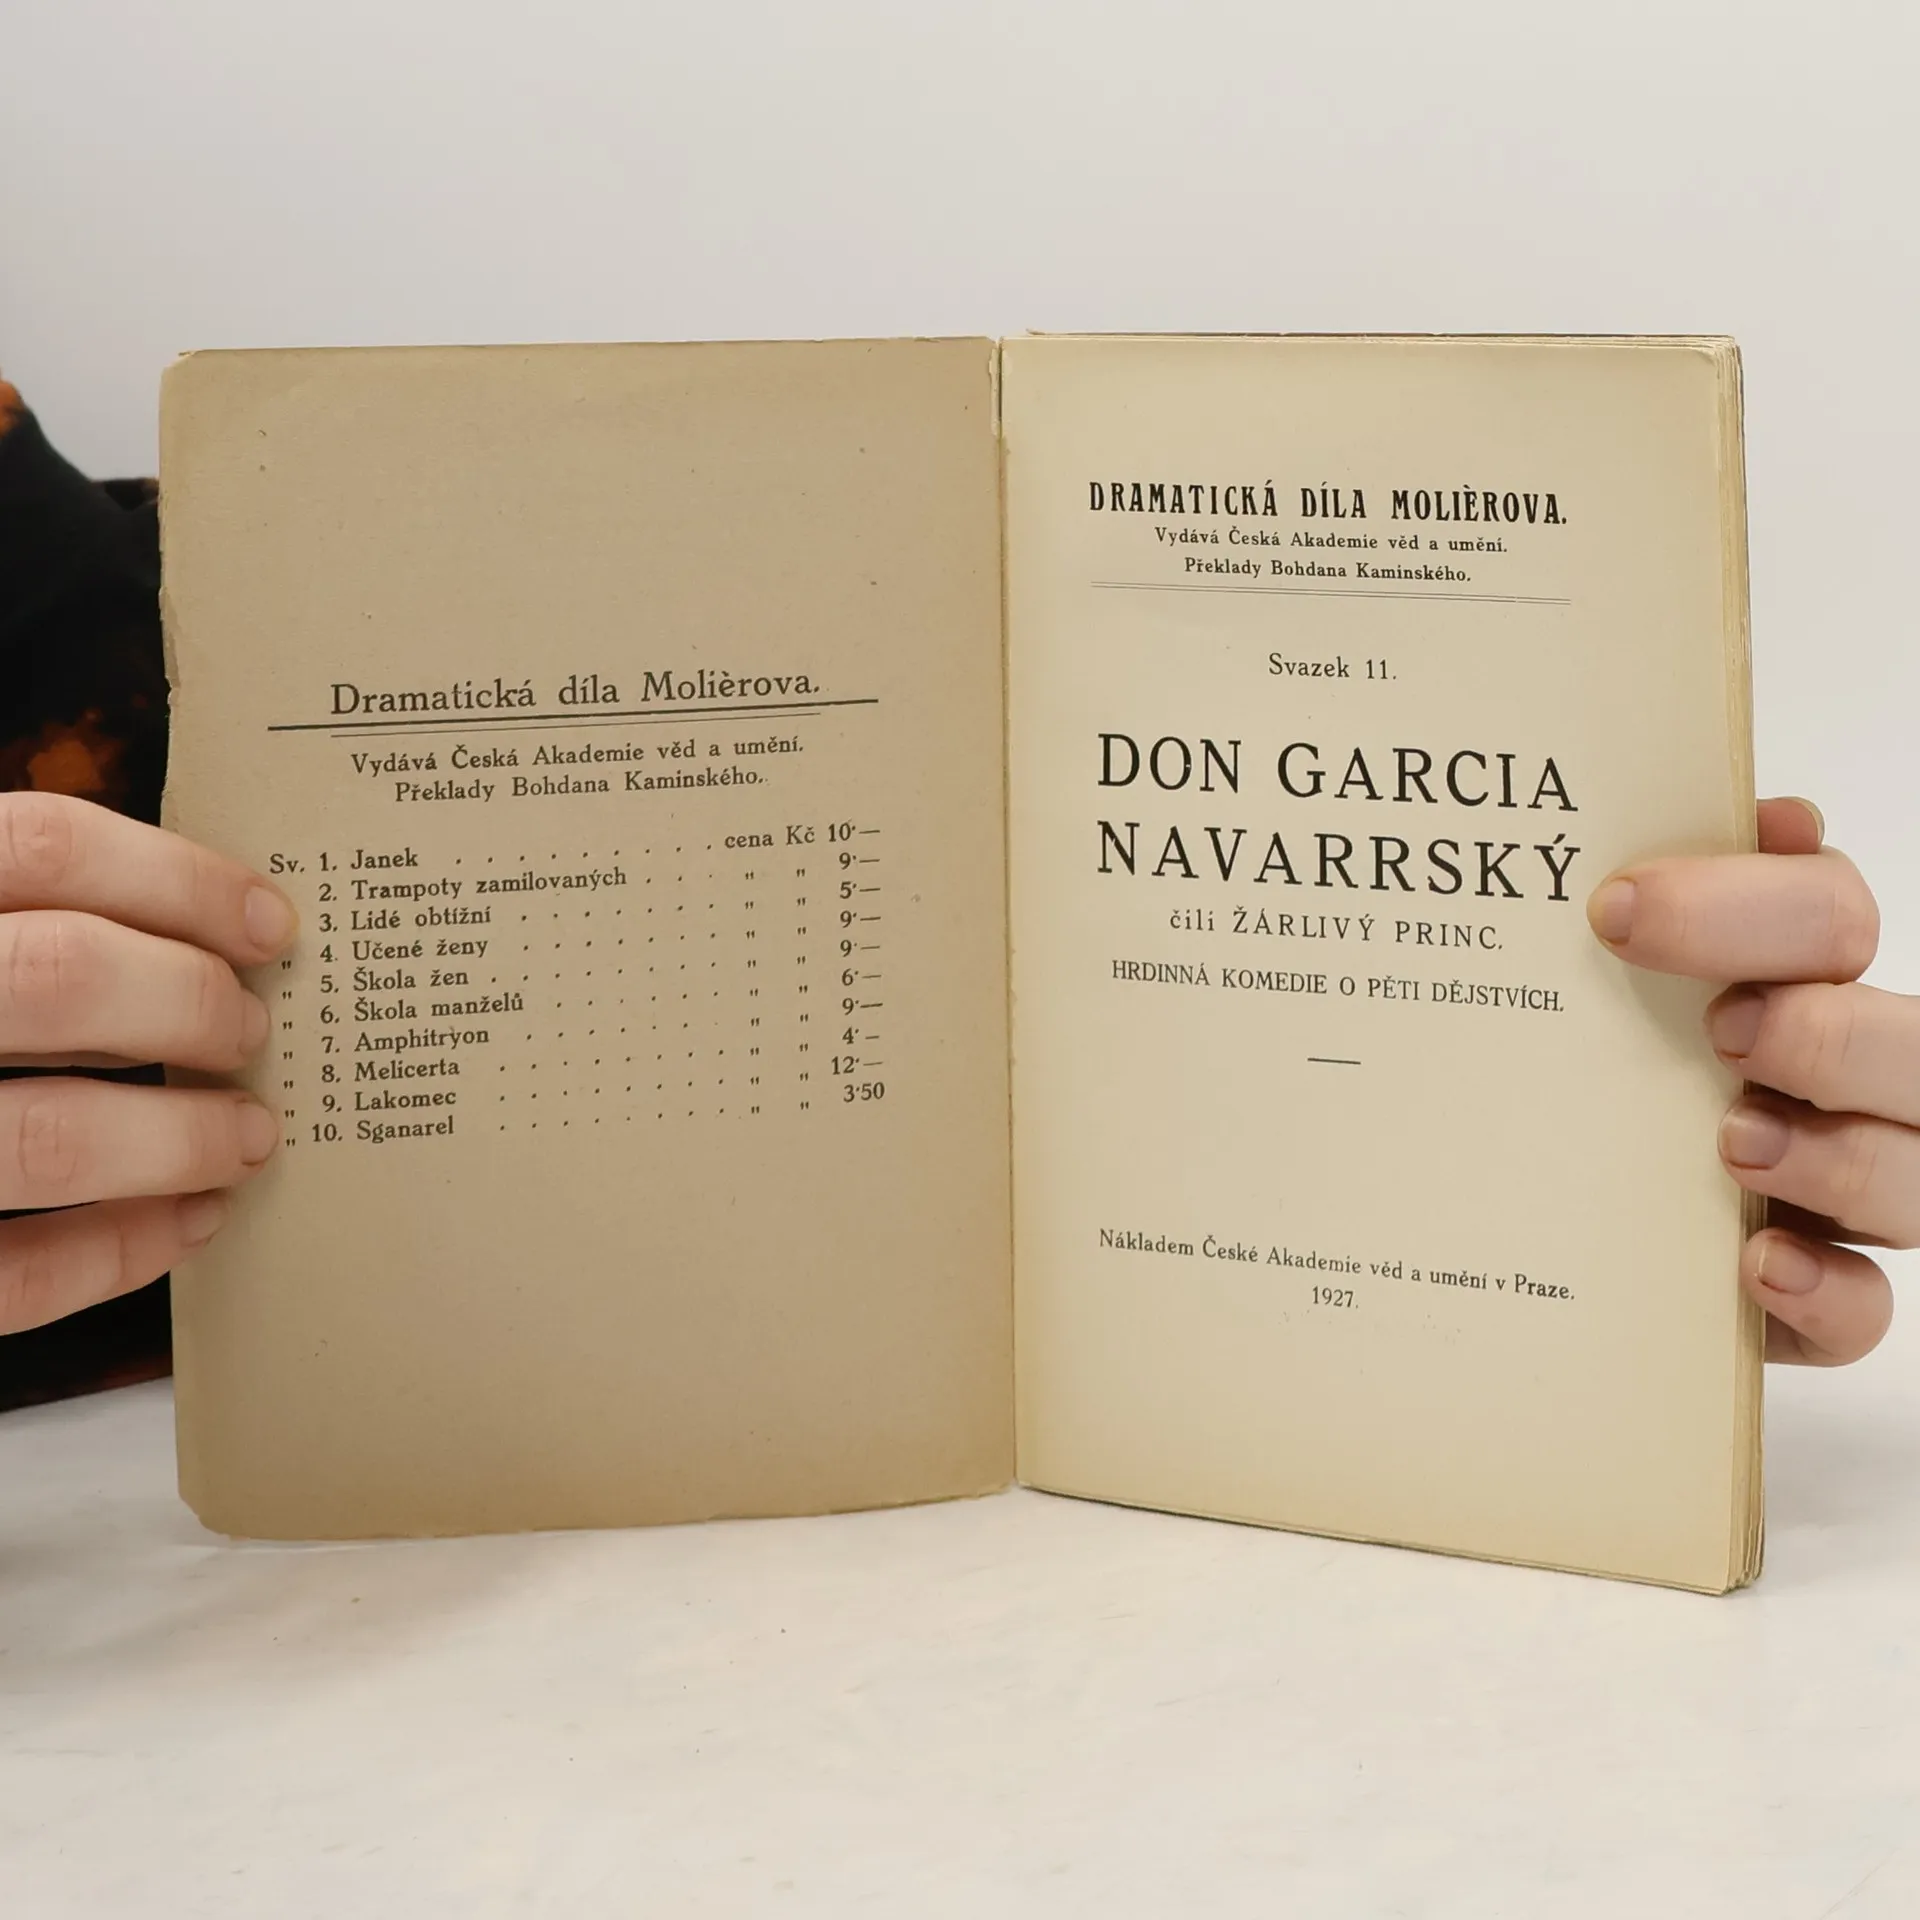 Dramatická díla Molièrova.
Vydává Česká Akademie věd a umění.
Překlady Bohdana Kaminského.
Sv. 1. Janek . . . . . . . . . cena Kč 10·—
2. Trampoty zamilovaných . . . " " 9·—
3. Lidé obtížní . . . . . . . " " 5·—
" 4. Učené ženy . . . . . . . " " 9·—
" 5. Škola žen . . . . . . . . " " 9·—
" 6. Škola manželů . . . . . . " " 6·—
" 7. Amphitryon . . . . . . " " 9·—
" 8. Melicerta . . . . . . . . " " 4·—
" 9. Lakomec . . . . . . . . " " 12·—
" 10. Sganarel . . . . . . . . " " 3·50
DRAMATICKÁ DÍLA MOLIÈROVA.
Vydává Česká Akademie věd a umění.
Překlady Bohdana Kaminského.
Svazek 11.
DON GARCIA
NAVARRSKÝ
čili ŽÁRLIVÝ PRINC.
HRDINNÁ KOMEDIE O PĚTI DĚJSTVÍCH.
Nákladem České Akademie věd a umění v Praze.
1927.